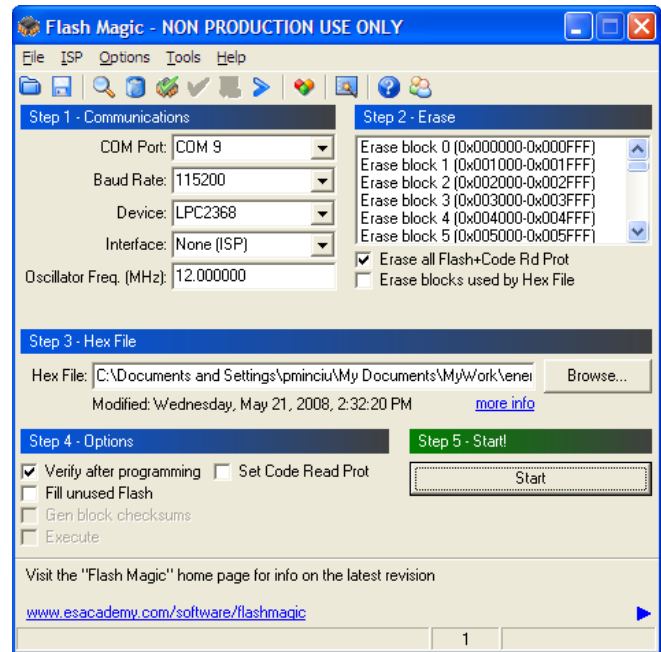 Flash Magic - NON PRODUCTION USE ONLY
File ISP Options Tools Help
Step 1 - Communications
COM Port: COM 9
Baud Rate: 115200
Device: LPC2368
Interface: None (ISP)
Oscillator Freq. (MHz): 12.000000
Step 2 - Erase
Erase block 0 (0x000000-0x000FFF)
Erase block 1 (0x001000-0x001FFF)
Erase block 2 (0x002000-0x002FFF)
Erase block 3 (0x003000-0x003FFF)
Erase block 4 (0x004000-0x004FFF)
Erase block 5 (0x005000-0x005FFF)
Erase all Flash+Code Rd Prot
Erase blocks used by Hex File
Step 3 - Hex File
Hex File: C:\Documents and Settings\pminciu\My Documents\MyWork\ener Browse...
Modified: Wednesday, May 21, 2008, 2:32:20 PM more info
Step 4 - Options
Verify after programming Set Code Read Prot
Fill unused Flash
Gen block checksums
Execute
Step 5 - Start!
Start
Visit the "Flash Magic" home page for info on the latest revision
www.esacademy.com/software/flashmagic
1